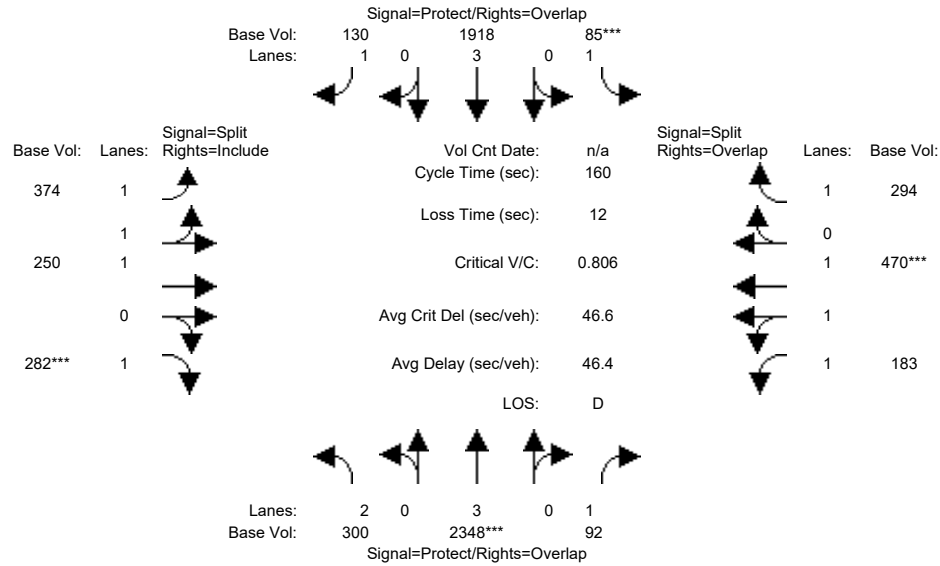 Signal=Protect/Rights=Overlap
Base Vol: 130 1918 85***
Lanes: 1 0 3 0 1
Signal=Split
Rights=Include
Base Vol: Lanes:
Vol Cnt Date: n/a
Signal=Split
Rights=Overlap
Lanes: Base Vol:
Cycle Time (sec): 160
374 1
1 294
Loss Time (sec): 12
1
0
250 1
Critical V/C: 0.806
1 470***
0
Avg Crit Del (sec/veh): 46.6
1
282*** 1
Avg Delay (sec/veh): 46.4
1 183
LOS: D
Lanes: 2 0 3 0 1
Base Vol: 300 2348*** 92
Signal=Protect/Rights=Overlap